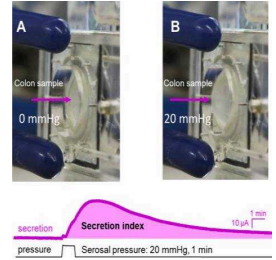 A
B
Colon sample
Colon sample
0 mmHg
20 mmHg
1 min
10 µA
secretion
Secretion index
pressure
Serosal pressure: 20 mmHg, 1 min